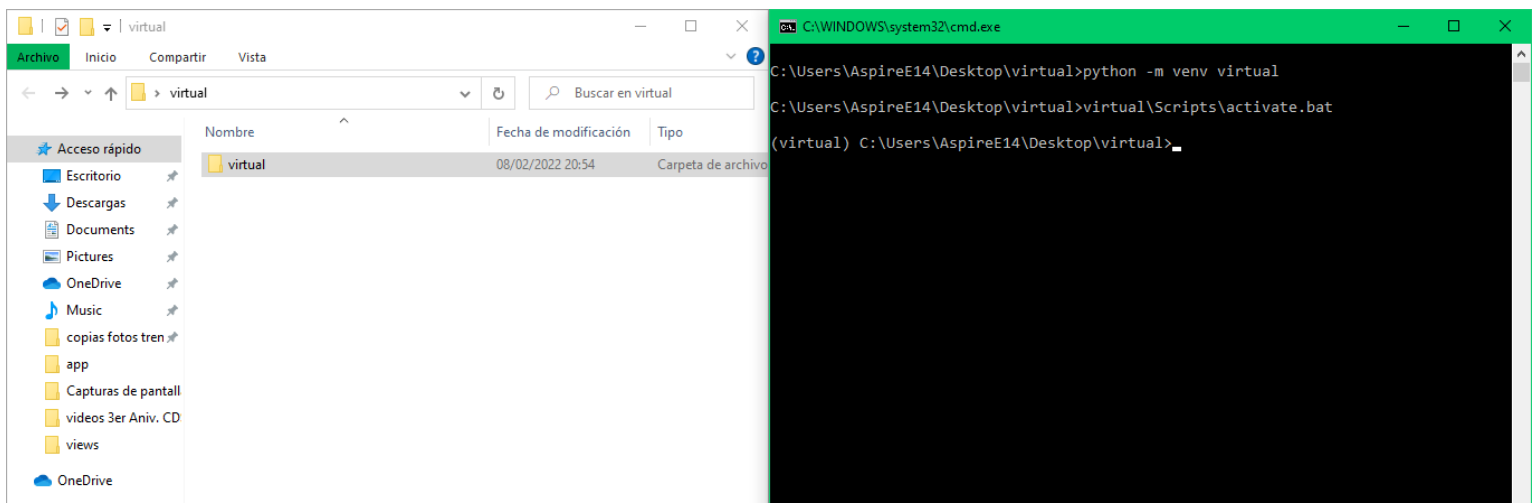 virtual
Archivo Inicio Compartir Vista
virtual
Buscar en virtual
Nombre Fecha de modificación Tipo
virtual 08/02/2022 20:54 Carpeta de archivo
Acceso rápido
Escritorio
Descargas
Documents
Pictures
OneDrive
Music
copias fotos tren
app
Capturas de pantall
videos 3er Aniv. CD
views
OneDrive
C:\WINDOWS\system32\cmd.exe
C:\Users\AspireE14\Desktop\virtual>python -m venv virtual
C:\Users\AspireE14\Desktop\virtual>virtual\Scripts\activate.bat
(virtual) C:\Users\AspireE14\Desktop\virtual>